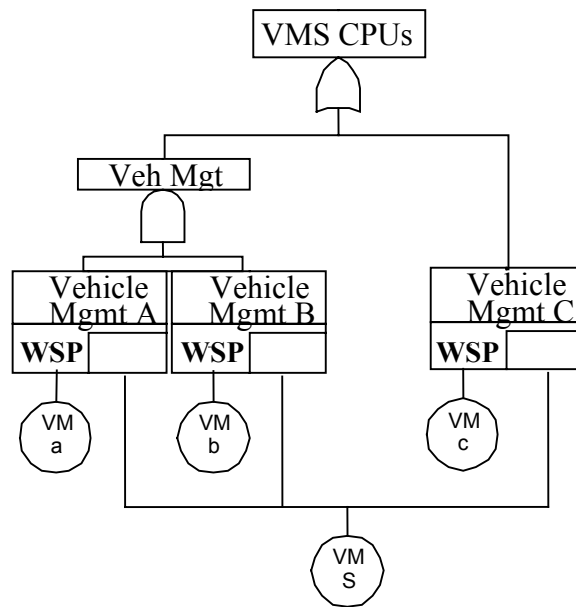 VMS CPUs
Veh Mgt
Vehicle
Mgmt A
Vehicle
Mgmt B
Vehicle
Mgmt C
WSP
WSP
WSP
VM
a
VM
b
VM
c
VM
S